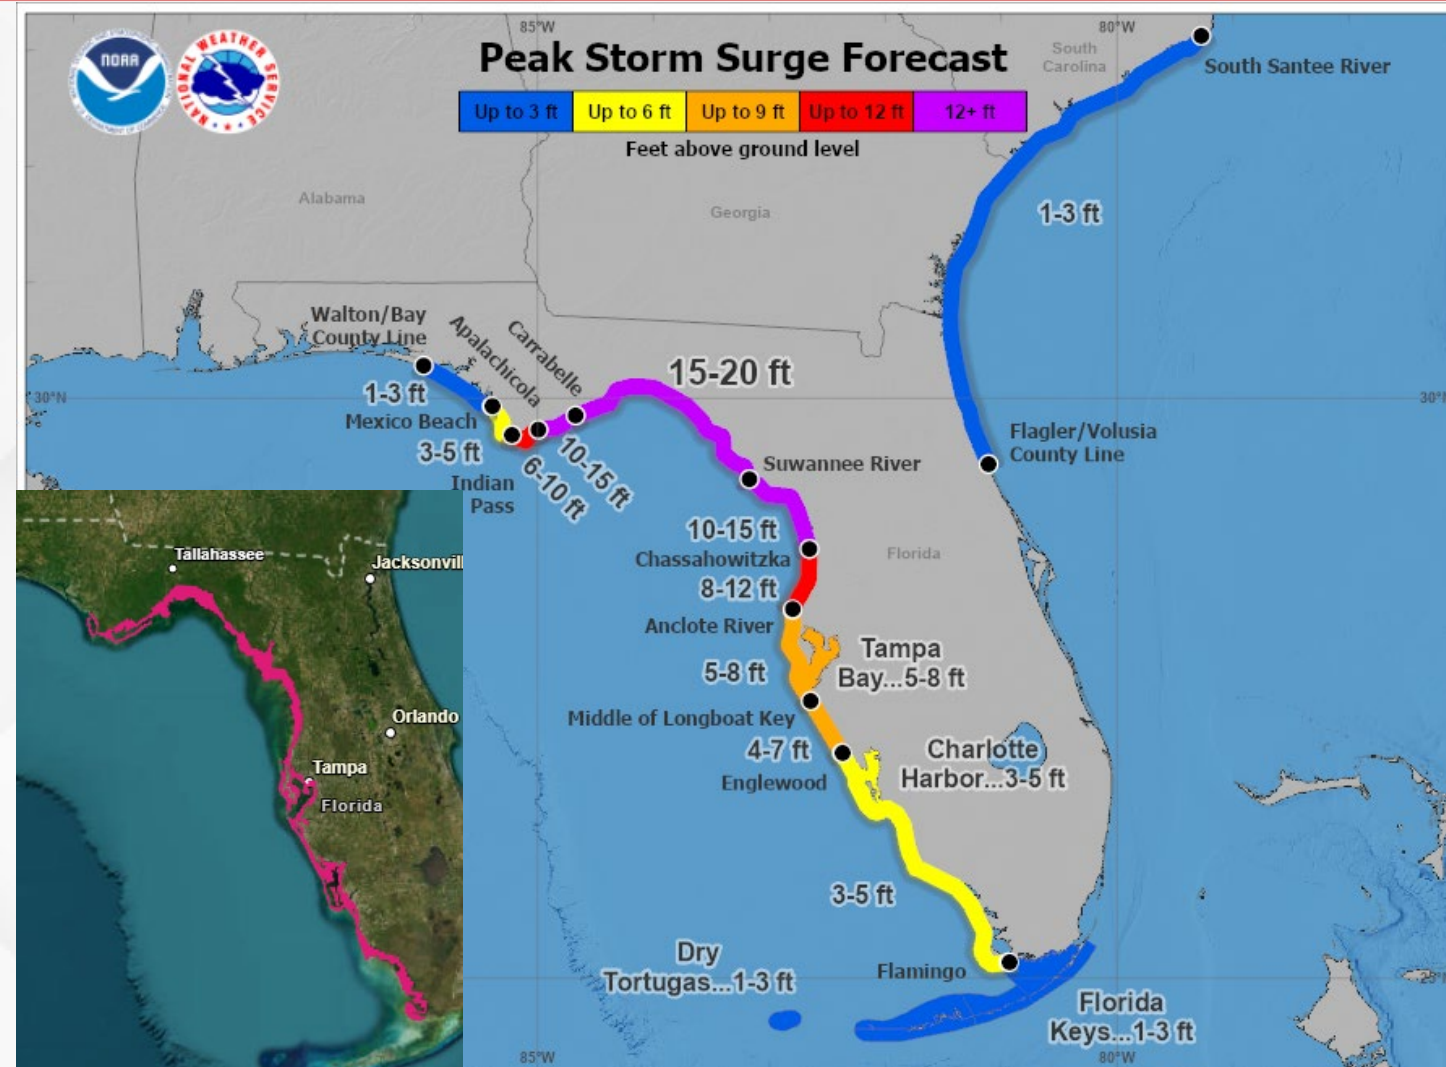 85°W
80°W
NOAA
NATIONAL WEATHER SERVICE
Peak Storm Surge Forecast
Up to 3 ft
Up to 6 ft
Up to 9 ft
Up to 12 ft
12+ ft
Feet above ground level
South
Carolina
South Santee River
Alabama
Georgia
1-3 ft
Walton/Bay
County Line
Apalachicola
Carrabelle
15-20 ft
1-3 ft
30°N
30°
Mexico Beach
3-5 ft
Indian
Pass
6-10 ft
10-15 ft
Suwannee River
Flagler/Volusia
County Line
10-15 ft
Chassahowitzka
Florida
8-12 ft
Anclote River
5-8 ft
Tampa
Bay...5-8 ft
Middle of Longboat Key
4-7 ft
Englewood
Charlotte
Harbor...3-5 ft
3-5 ft
Dry
Tortugas...1-3 ft
Flamingo
Florida
Keys...1-3 ft
85°W
80°W
Tallahassee
Jacksonvil
Orlando
Tampa
Florida